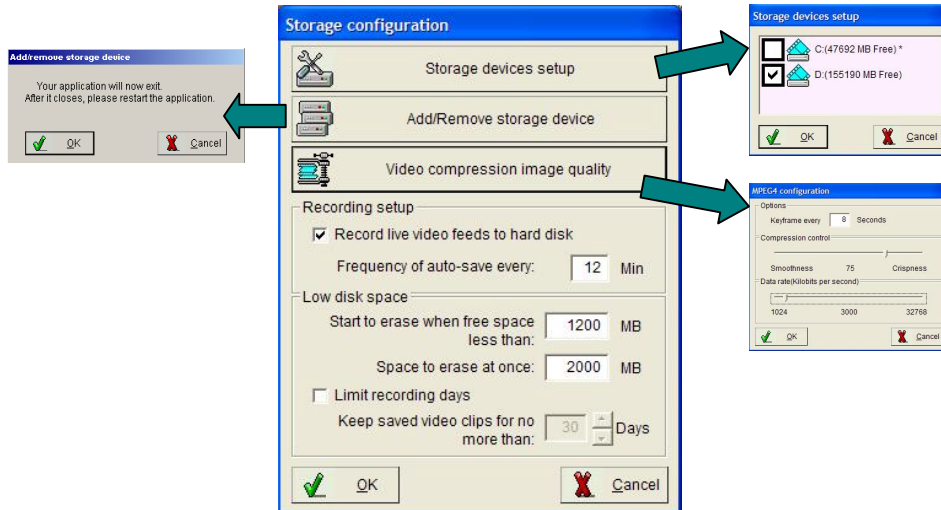 Add/remove storage device
Your application will now exit.
After it closes, please restart the application.
OK
Cancel
Storage configuration
Storage devices setup
Add/Remove storage device
Video compression image quality
Recording setup
Record live video feeds to hard disk
Frequency of auto-save every: 12 Min
Low disk space
Start to erase when free space
less than: 1200 MB
Space to erase at once: 2000 MB
Limit recording days
Keep saved video clips for no
more than: 30 Days
OK
Cancel
Storage devices setup
C:(47692 MB Free) *
D:(155190 MB Free)
OK
Cancel
MPEG4 configuration
Options
Keyframe every 8 Seconds
Compression control
Smoothness 75 Crispness
Data rate(Kilobits per second)
1024 3000 32768
OK
Cancel